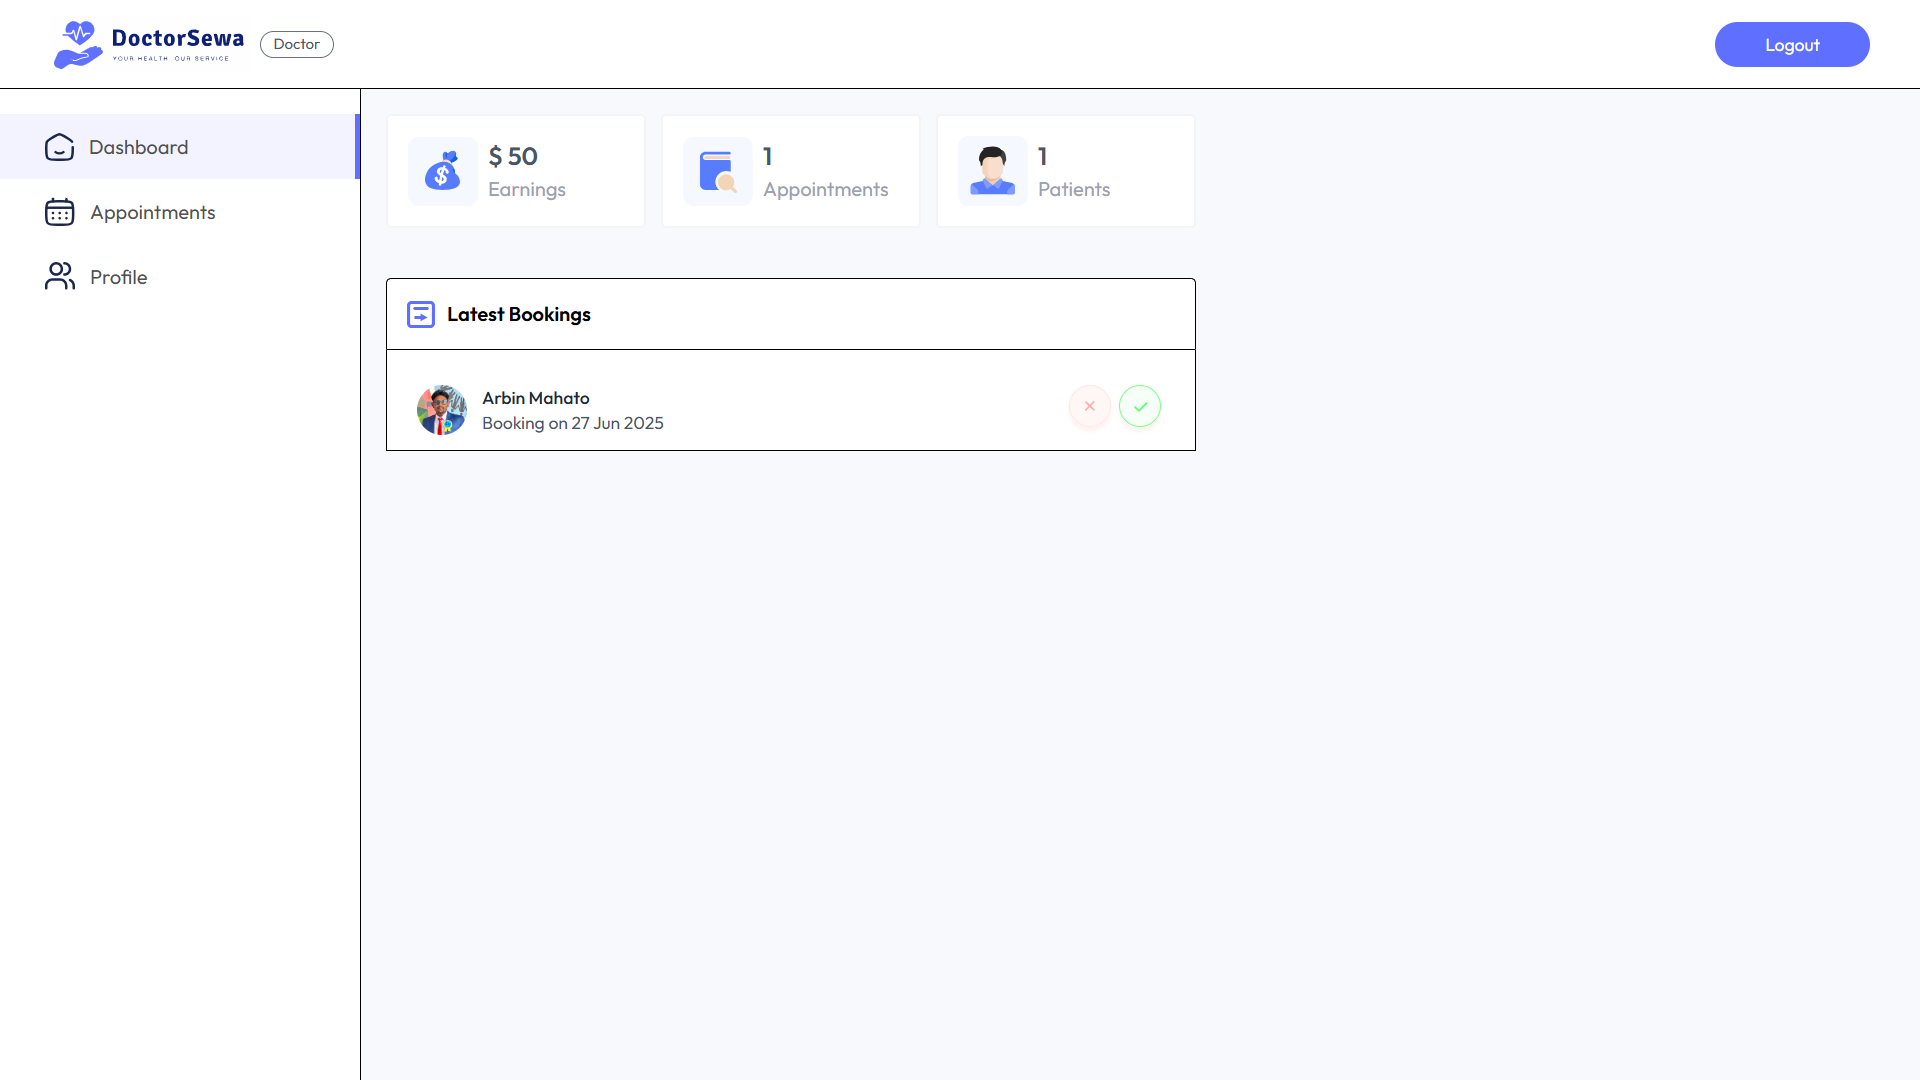 DoctorSewa
YOUR HEALTH OUR SERVICE
Doctor
Logout
Dashboard
Appointments
Profile
$ 50
Earnings
1
Appointments
1
Patients
Latest Bookings
Arbin Mahato
Booking on 27 Jun 2025